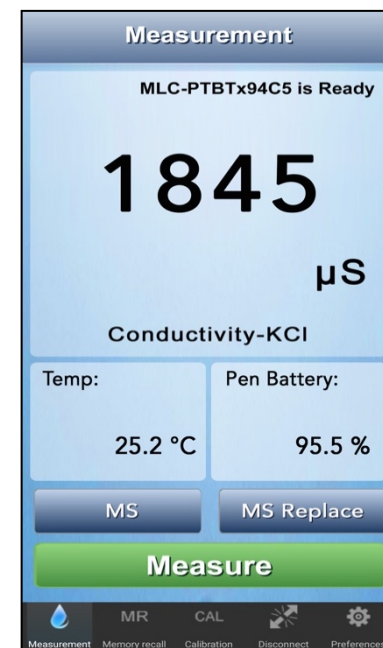 Measurement
MLC-PTBTx94C5 is Ready
1845
µS
Conductivity-KCl
Temp:
25.2 °C
Pen Battery:
95.5 %
MS
MS Replace
Measure
MR
CAL
Measurement
Memory recall
Calibration
Disconnect
Preferences